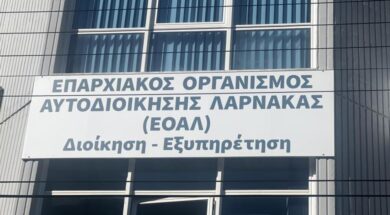 ΕΠΑΡΧΙΑΚΟΣ ΟΡΓΑΝΙΣΜΟΣ
ΑΥΤΟΔΙΟΙΚΗΣΗΣ ΛΑΡΝΑΚΑΣ
(ΕΟΑΛ)
Διοίκηση - Εξυπηρέτηση